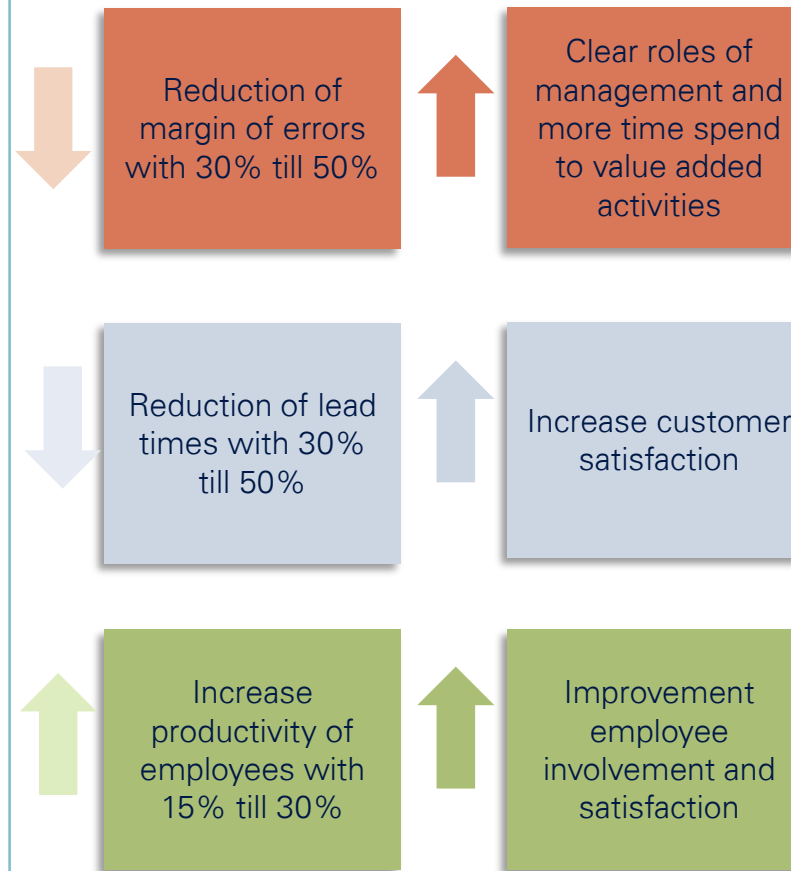 Reduction of
margin of errors
with 30% till 50%
Clear roles of
management and
more time spend
to value added
activities
Reduction of lead
times with 30%
till 50%
Increase customer
satisfaction
Increase
productivity of
employees with
15% till 30%
Improvement
employee
involvement and
satisfaction